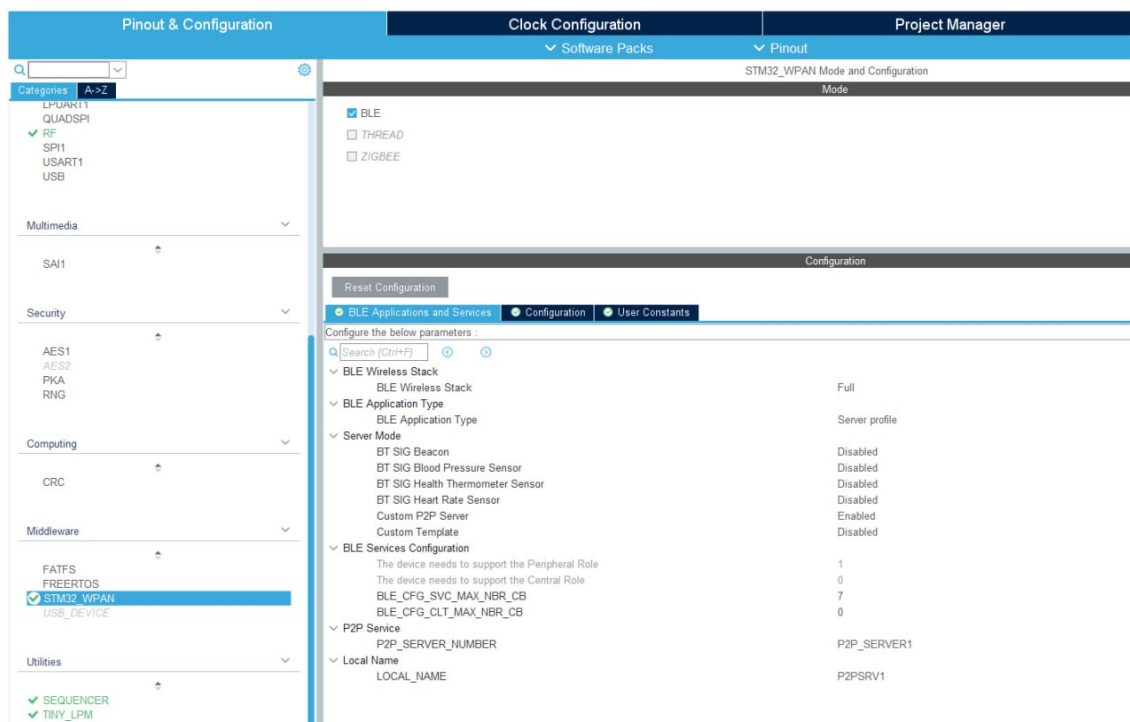 Pinout & Configuration
Clock Configuration
Project Manager
Software Packs
Pinout
Categories
A->Z
LPUART1
QUADSPI
RF
SPI1
USART1
USB
Multimedia
SAI1
Security
AES1
AES2
PKA
RNG
Computing
CRC
Middleware
FATFS
FREERTOS
STM32_WPAN
USB_DEVICE
Utilities
SEQUENCER
TINY_LPM
STM32_WPAN Mode and Configuration
Mode
BLE
THREAD
ZIGBEE
Configuration
Reset Configuration
BLE Applications and Services
Configuration
User Constants
Configure the below parameters :
Search (Ctrl+F)
BLE Wireless Stack
BLE Wireless Stack Full
BLE Application Type
BLE Application Type Server profile
Server Mode
BT SIG Beacon Disabled
BT SIG Blood Pressure Sensor Disabled
BT SIG Health Thermometer Sensor Disabled
BT SIG Heart Rate Sensor Disabled
Custom P2P Server Enabled
Custom Template Disabled
BLE Services Configuration
The device needs to support the Peripheral Role 1
The device needs to support the Central Role 0
BLE_CFG_SVC_MAX_NBR_CB 7
BLE_CFG_CLT_MAX_NBR_CB 0
P2P Service
P2P_SERVER_NUMBER P2P_SERVER1
Local Name
LOCAL_NAME P2PSRV1